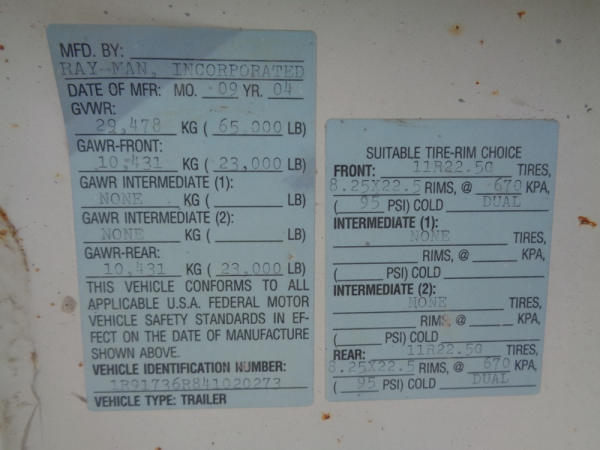 MFD. BY:
RAY-MAN, INCORPORATED
DATE OF MFR: MO. 09 YR. 04
GVWR:
29,478 KG ( 65,000 LB)
GAWR-FRONT:
10,431 KG ( 23,000 LB)
GAWR INTERMEDIATE (1):
NONE KG ( LB)
GAWR INTERMEDIATE (2):
NONE KG ( LB)
GAWR-REAR:
10,431 KG ( 23,000 LB)
THIS VEHICLE CONFORMS TO ALL
APPLICABLE U.S.A. FEDERAL MOTOR
VEHICLE SAFETY STANDARDS IN EF-
FECT ON THE DATE OF MANUFACTURE
SHOWN ABOVE.
VEHICLE IDENTIFICATION NUMBER:
1R91736R841020273
VEHICLE TYPE: TRAILER
SUITABLE TIRE-RIM CHOICE
FRONT: 11R22.5G TIRES,
8.25X22.5 RIMS, @ 670 KPA,
( 95 PSI) COLD DUAL
INTERMEDIATE (1):
NONE TIRES,
RIMS, @ KPA,
( PSI) COLD
INTERMEDIATE (2):
NONE TIRES,
RIMS, @ KPA,
( PSI) COLD
REAR: 11R22.5G TIRES,
8.25X22.5 RIMS, @ 670 KPA,
( 95 PSI) COLD DUAL